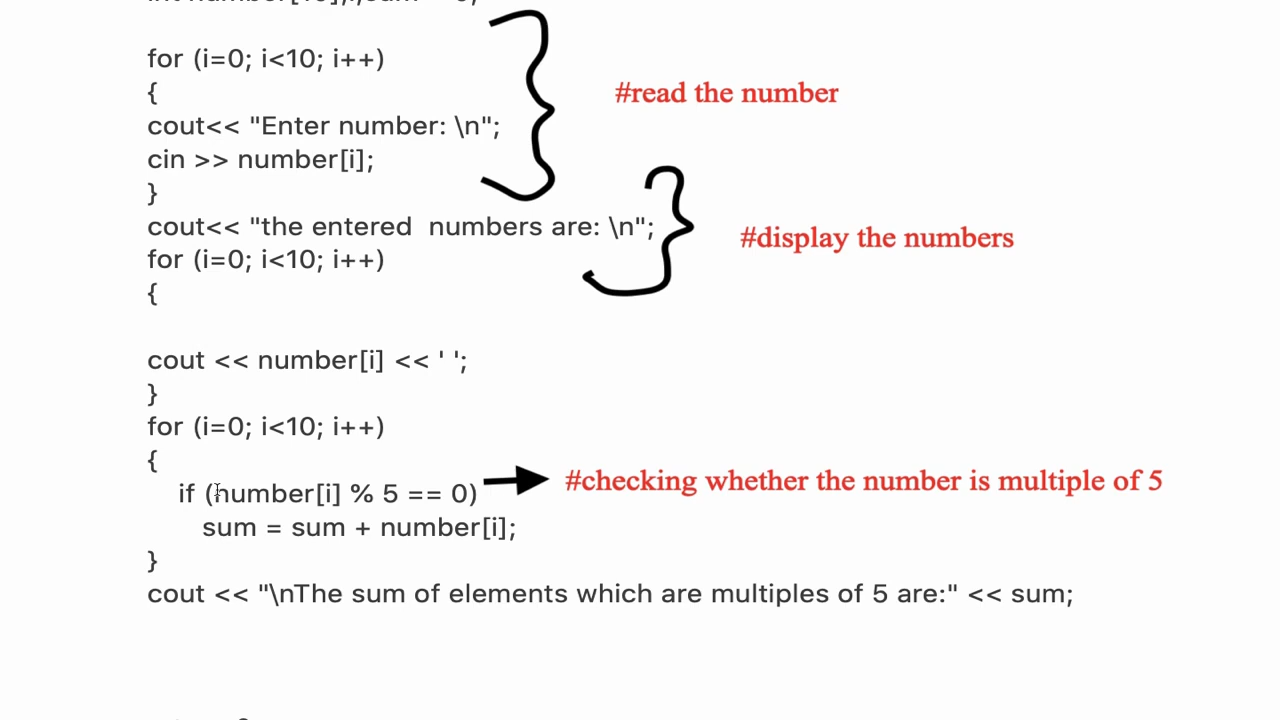 for (i=0; i<10; i++)
{
#read the number
cout<< "Enter number: \n";
cin >> number[i];
}
cout<< "the entered  numbers are: \n";
#display the numbers
for (i=0; i<10; i++)
{
cout << number[i] << ' ';
}
for (i=0; i<10; i++)
{
if (number[i] % 5 == 0)
#checking whether the number is multiple of 5
sum = sum + number[i];
}
cout << "\nThe sum of elements which are multiples of 5 are:" << sum;